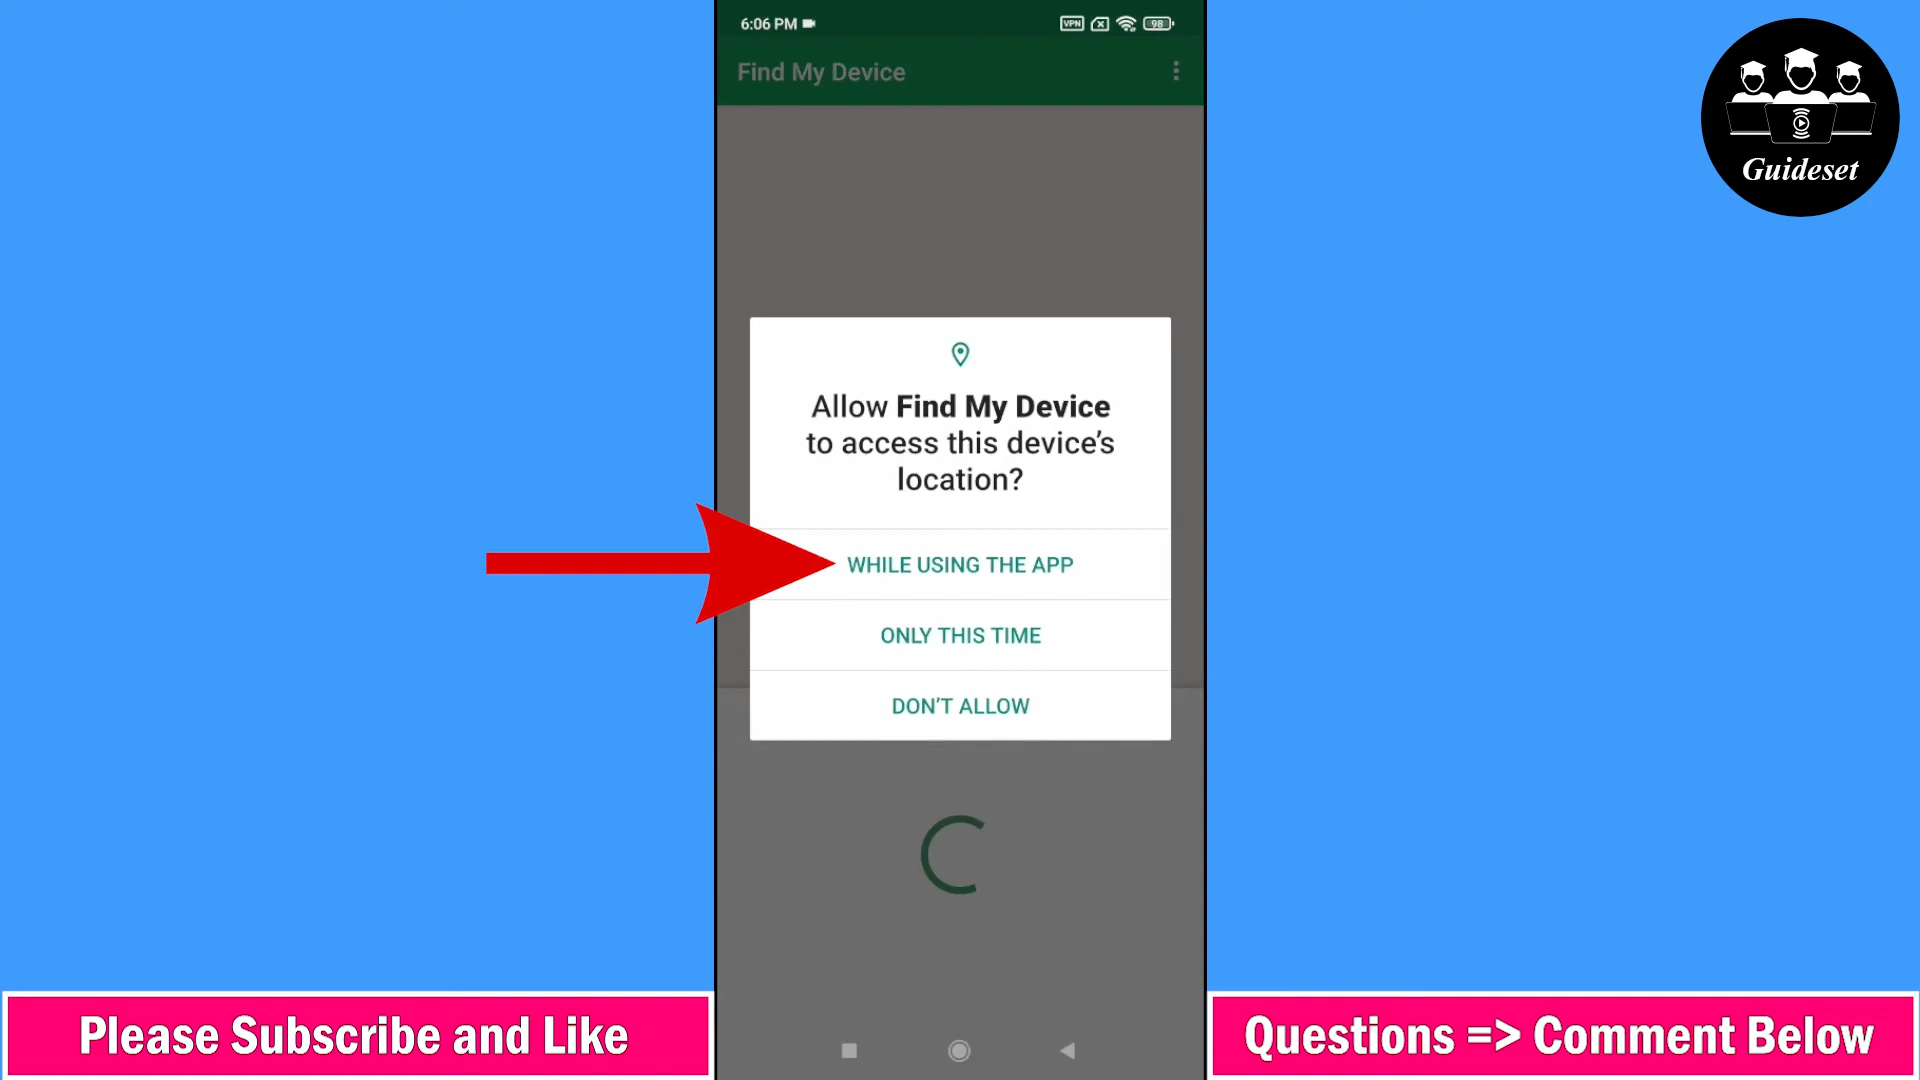 6:06 PM
VPN
98
Find My Device
Guideset
Allow Find My Device
to access this device’s
location?
WHILE USING THE APP
ONLY THIS TIME
DON’T ALLOW
Please Subscribe and Like
Questions => Comment Below